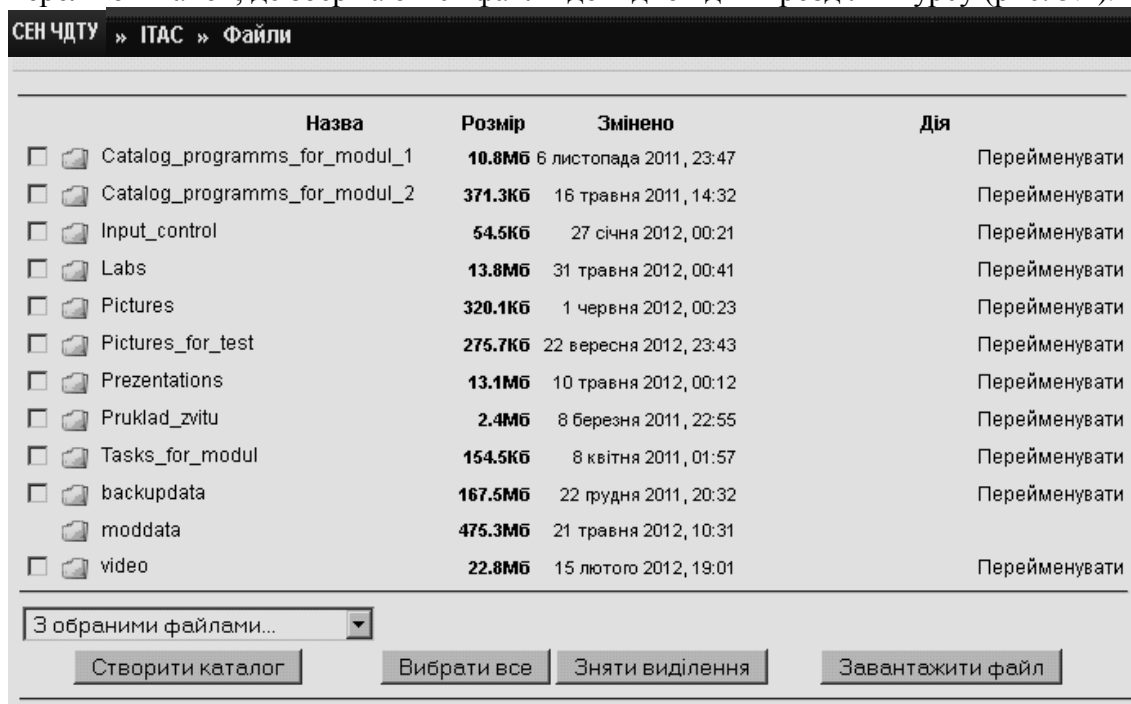 СЕН ЧДТУ » ІТАС » Файли
Назва Розмір Змінено Дія
Catalog_programms_for_modul_1 10.8Мб 6 листопада 2011, 23:47 Перейменувати
Catalog_programms_for_modul_2 371.3Кб 16 травня 2011, 14:32 Перейменувати
Input_control 54.5Кб 27 січня 2012, 00:21 Перейменувати
Labs 13.8Мб 31 травня 2012, 00:41 Перейменувати
Pictures 320.1Кб 1 червня 2012, 00:23 Перейменувати
Pictures_for_test 275.7Кб 22 вересня 2012, 23:43 Перейменувати
Prezentations 13.1Мб 10 травня 2012, 00:12 Перейменувати
Pruklad_zvitu 2.4Мб 8 березня 2011, 22:55 Перейменувати
Tasks_for_modul 154.5Кб 8 квітня 2011, 01:57 Перейменувати
backupdata 167.5Мб 22 грудня 2011, 20:32 Перейменувати
moddata 475.3Мб 21 травня 2012, 10:31
video 22.8Мб 15 лютого 2012, 19:01 Перейменувати
З обраними файлами...
Створити каталог Вибрати все Зняти виділення Завантажити файл